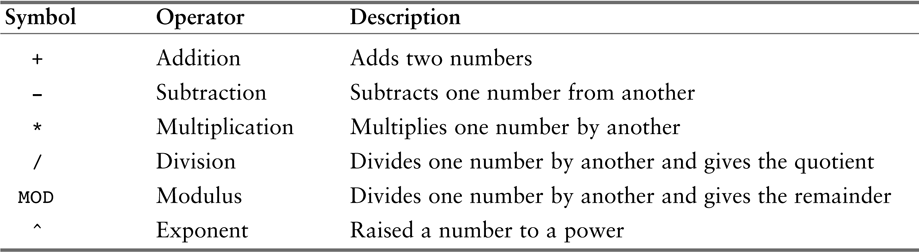 Symbol Operator Description
+ Addition Adds two numbers
– Subtraction Subtracts one number from another
* Multiplication Multiplies one number by another
/ Division Divides one number by another and gives the quotient
MOD Modulus Divides one number by another and gives the remainder
^ Exponent Raised a number to a power